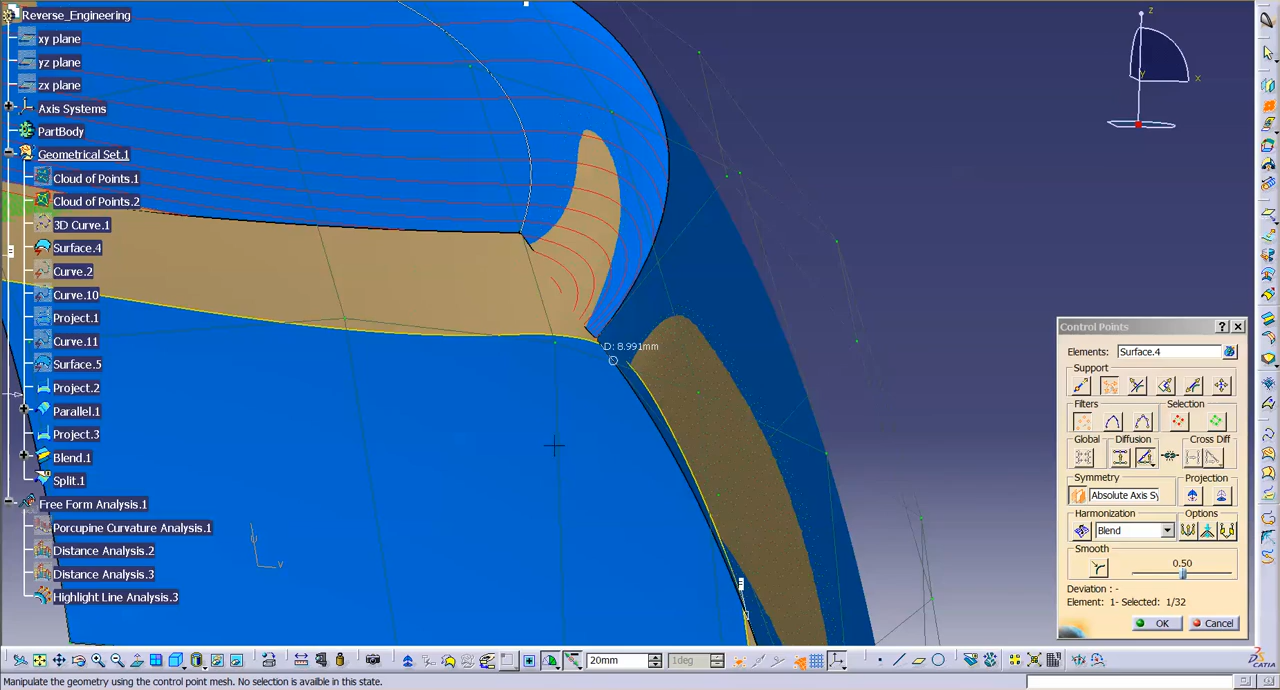 Reverse_Engineering
xy plane
yz plane
zx plane
Axis Systems
PartBody
Geometrical Set.1
Cloud of Points.1
Cloud of Points.2
3D Curve.1
Surface.4
Curve.2
Curve.10
Project.1
Curve.11
Surface.5
Project.2
Parallel.1
Project.3
Blend.1
Split.1
Free Form Analysis.1
Porcupine Curvature Analysis.1
Distance Analysis.2
Distance Analysis.3
Highlight Line Analysis.3
D: 8.991mm
v
z
x
y
Control Points
?
Elements: Surface.4
Support
Filters Selection
Global Diffusion Cross Diff
Symmetry Projection
Absolute Axis Sy
Harmonization Options
Blend
Smooth
0.50
Deviation : -
Element: 1- Selected: 1/32
OK Cancel
20mm
1deg
CATIA
Manipulate the geometry using the control point mesh. No selection is availble in this state.